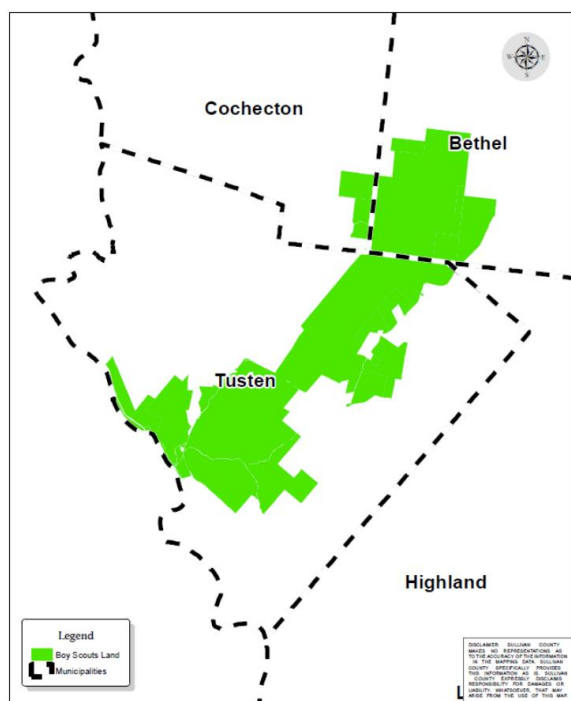 N
W E
S
Cochecton
Bethel
Tusten
Highland
L
Legend
Boy Scouts Land
Municipalities
DISCLAIMER: SULLIVAN COUNTY
MAKES NO REPRESENTATIONS AS
TO THE ACCURACY OF THE INFORMATION
IN THE MAPPING DATA. SULLIVAN
COUNTY SPECIFICALLY PROVIDES
THIS INFORMATION AS IS. SULLIVAN
COUNTY EXPRESSLY DISCLAIMS
RESPONSIBILITY FOR DAMAGES OR
LIABILITY, WHATSOEVER, THAT MAY
ARISE FROM THE USE OF THIS MAP.